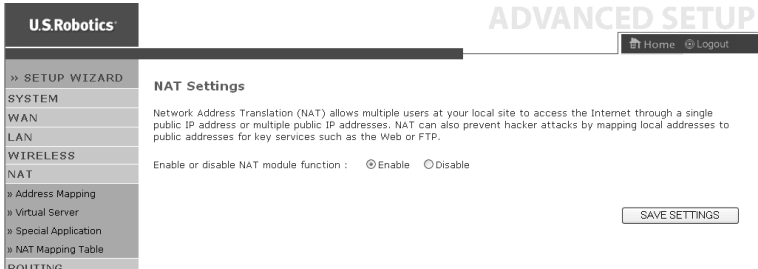 U.S.Robotics
ADVANCED SETUP
Home Logout
» SETUP WIZARD
SYSTEM
WAN
LAN
WIRELESS
NAT
» Address Mapping
» Virtual Server
» Special Application
» NAT Mapping Table
ROUTING
NAT Settings
Network Address Translation (NAT) allows multiple users at your local site to access the Internet through a single
public IP address or multiple public IP addresses. NAT can also prevent hacker attacks by mapping local addresses to
public addresses for key services such as the Web or FTP.
Enable or disable NAT module function : Enable Disable
SAVE SETTINGS